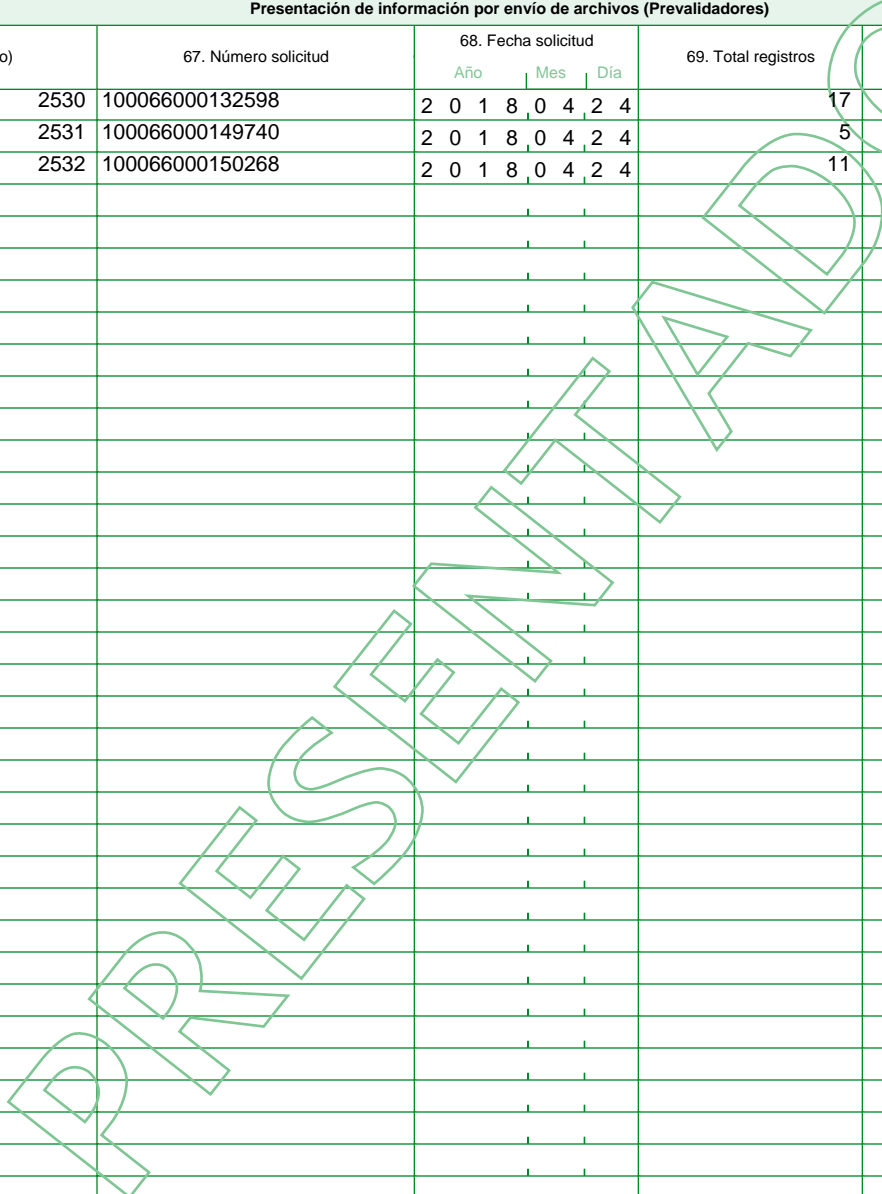 Presentación de información por envío de archivos (Prevalidadores)
o) 67. Número solicitud 68. Fecha solicitud 69. Total registros
Año Mes Día
2530 100066000132598 2 0 1 8 0 4 2 4 17
2531 100066000149740 2 0 1 8 0 4 2 4 5
2532 100066000150268 2 0 1 8 0 4 2 4 11
PRESENTADO